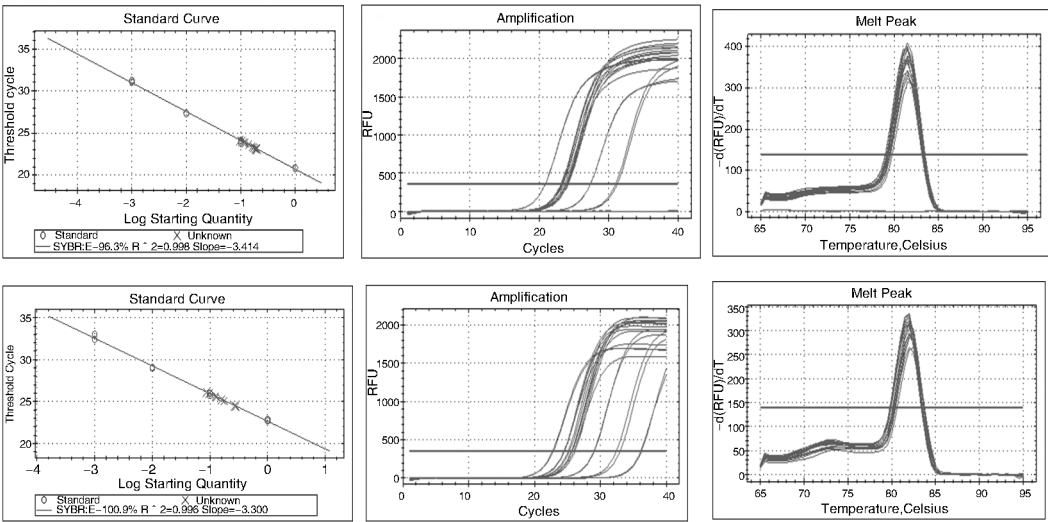 Standard Curve
Threshold cycle
35
30
25
20
−4 −3 −2 −1 0
Log Starting Quantity
Standard Unknown
SYBR:E−96.3% R ^ 2=0.998 Slope=−3.414
Amplification
RFU
2000
1500
1000
500
0
0 10 20 30 40
Cycles
Melt Peak
−d(RFU)/dT
400
300
200
100
0
65 70 75 80 85 90 95
Temperature,Celsius
Standard Curve
Threshold Cycle
35
30
25
20
−4 −3 −2 −1 0 1
Log Starting Quantity
Standard Unknown
SYBR:E−100.9% R ^ 2=0.996 Slope=−3.300
Amplification
RFU
2000
1500
1000
500
0
0 10 20 30 40
Cycles
Melt Peak
−d(RFU)/dT
350
300
250
200
150
100
50
0
65 70 75 80 85 90 95
Temperature,Celsius